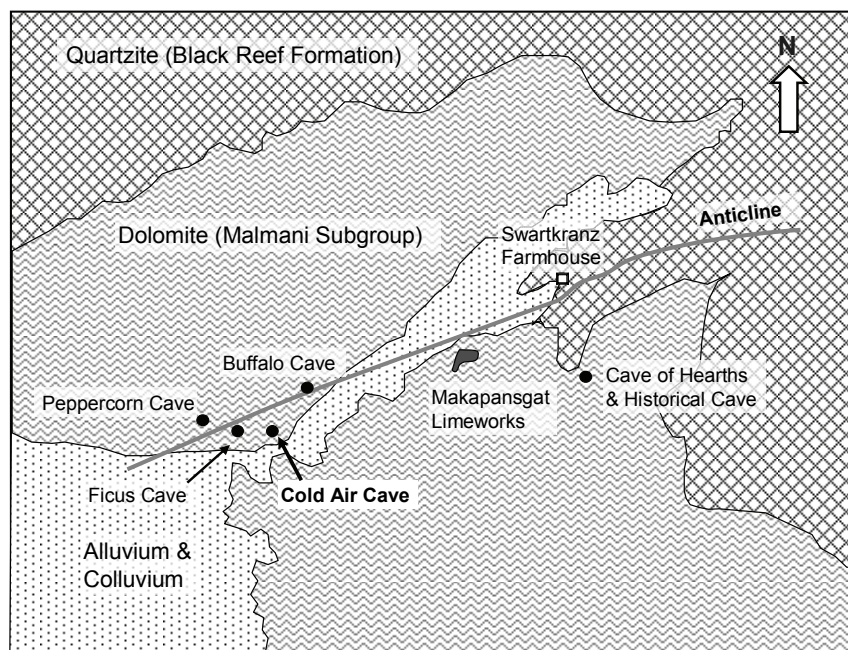 Quartzite (Black Reef Formation)
N
Anticline
Dolomite (Malmani Subgroup)
Swartkranz
Farmhouse
Buffalo Cave
Peppercorn Cave
Makapansgat
Limeworks
Cave of Hearths
& Historical Cave
Ficus Cave
Cold Air Cave
Alluvium &
Colluvium